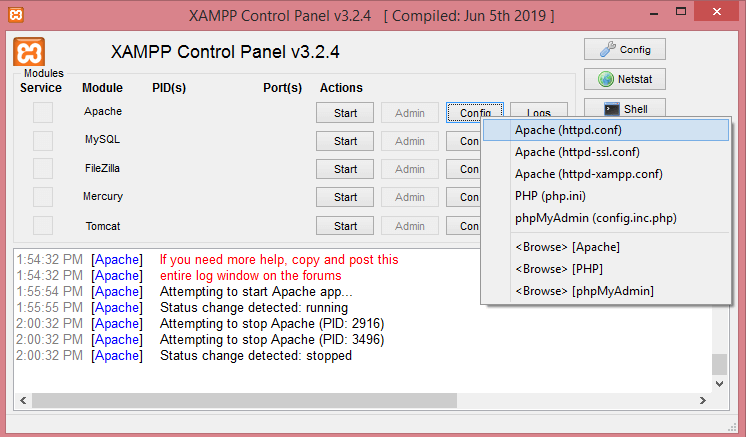 XAMPP Control Panel v3.2.4 [ Compiled: Jun 5th 2019 ]
XAMPP Control Panel v3.2.4
Config
Netstat
Shell
Modules
Service Module PID(s) Port(s) Actions
Apache Start Admin Config Logs
MySQL Start Admin Con
FileZilla Start Admin Con
Mercury Start Admin Con
Tomcat Start Admin Con
Apache (httpd.conf)
Apache (httpd-ssl.conf)
Apache (httpd-xampp.conf)
PHP (php.ini)
phpMyAdmin (config.inc.php)
<Browse> [Apache]
<Browse> [PHP]
<Browse> [phpMyAdmin]
1:54:32 PM [Apache] If you need more help, copy and post this
1:54:32 PM [Apache] entire log window on the forums
1:55:54 PM [Apache] Attempting to start Apache app...
1:55:55 PM [Apache] Status change detected: running
2:00:32 PM [Apache] Attempting to stop Apache (PID: 2916)
2:00:32 PM [Apache] Attempting to stop Apache (PID: 3496)
2:00:32 PM [Apache] Status change detected: stopped